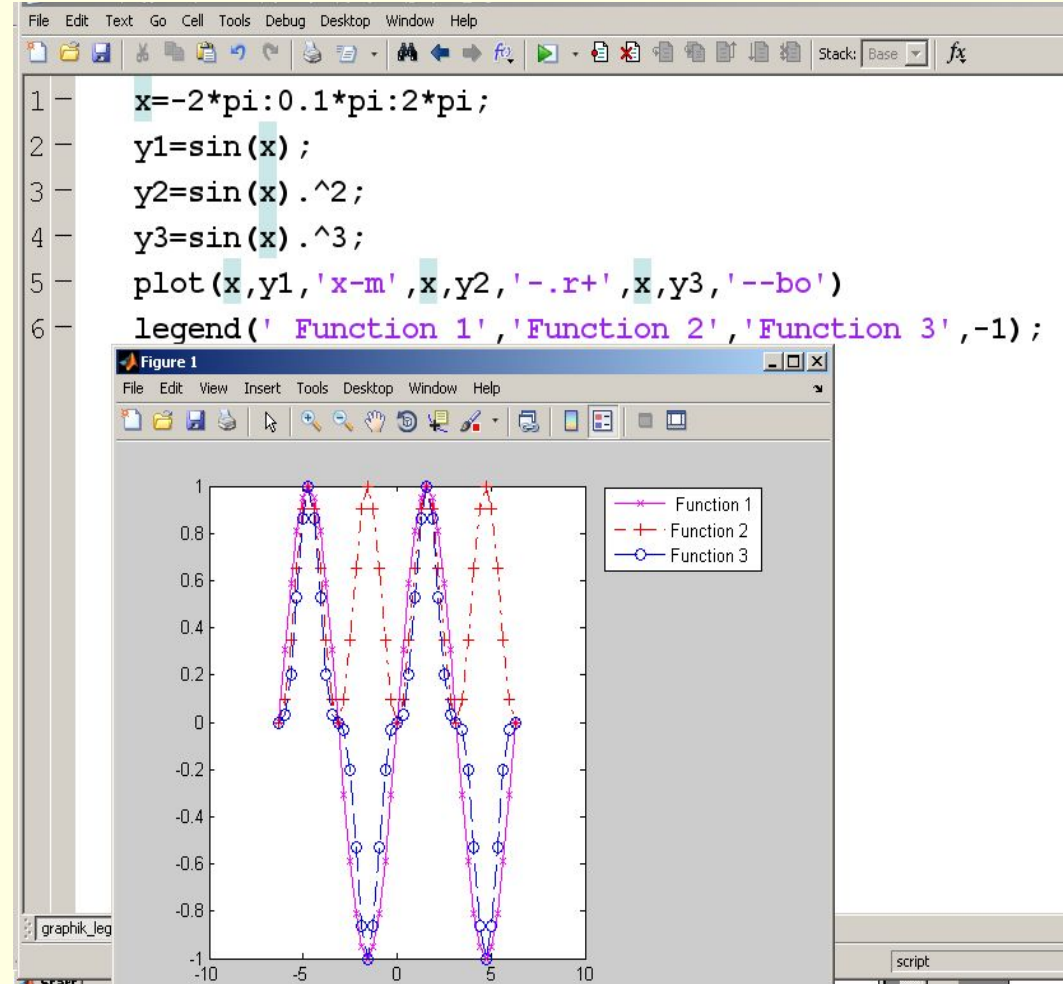 File Edit Text Go Cell Tools Debug Desktop Window Help
Stack: Base fx
1 x=-2*pi:0.1*pi:2*pi;
2 y1=sin(x);
3 y2=sin(x).^2;
4 y3=sin(x).^3;
5 plot(x,y1,'x-m',x,y2,'-.r+',x,y3,'--bo')
6 legend(' Function 1','Function 2','Function 3',-1);
Figure 1
File Edit View Insert Tools Desktop Window Help
1
0.8
0.6
0.4
0.2
0
-0.2
-0.4
-0.6
-0.8
-1
-10 -5 0 5 10
Function 1
Function 2
Function 3
graphik_leg
script